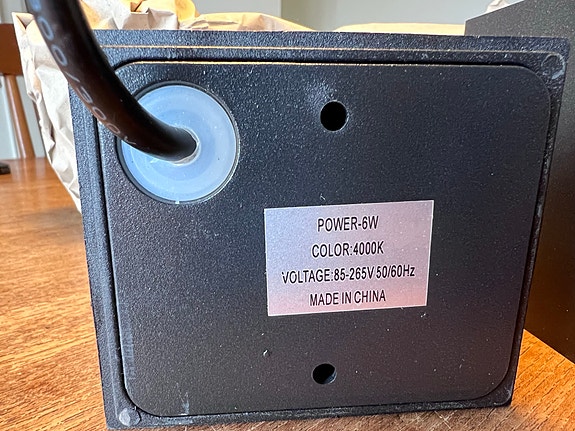 POWER-6W
COLOR:4000K
VOLTAGE:85-265V 50/60Hz
MADE IN CHINA